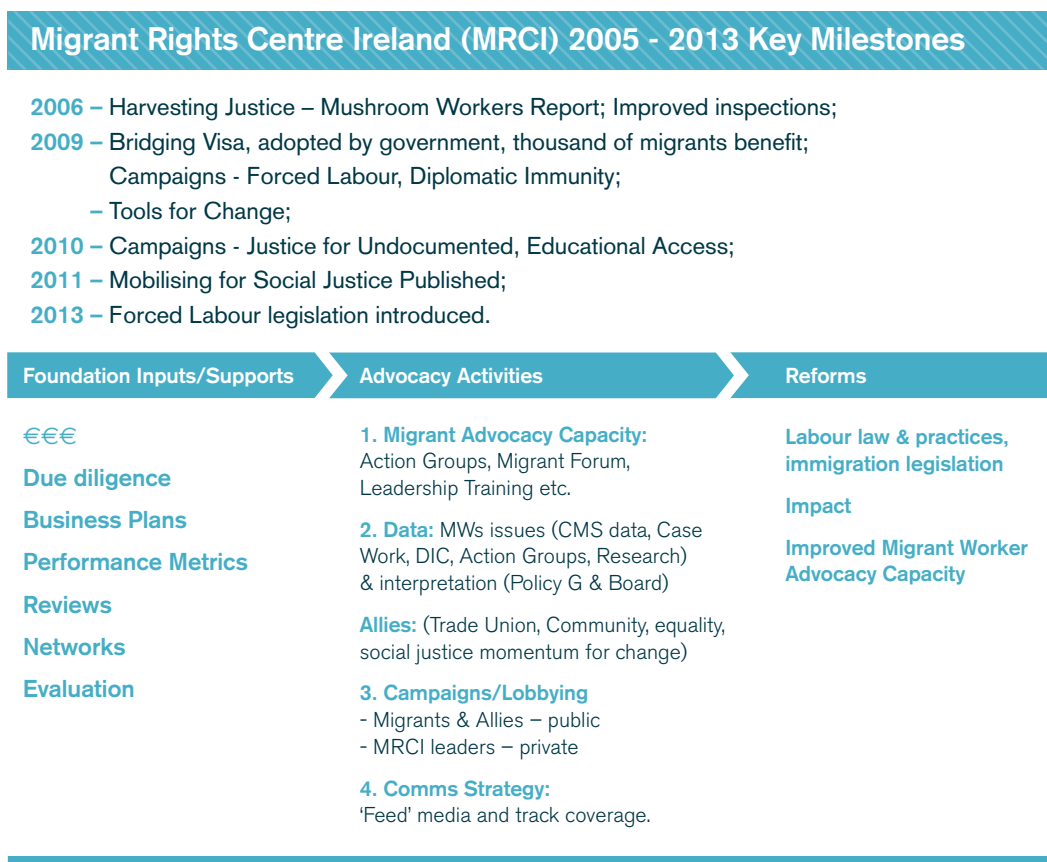 Migrant Rights Centre Ireland (MRCI) 2005 - 2013 Key Milestones
2006 – Harvesting Justice – Mushroom Workers Report; Improved inspections;
2009 – Bridging Visa, adopted by government, thousand of migrants benefit;
Campaigns - Forced Labour, Diplomatic Immunity;
– Tools for Change;
2010 – Campaigns - Justice for Undocumented, Educational Access;
2011 – Mobilising for Social Justice Published;
2013 – Forced Labour legislation introduced.
Foundation Inputs/Supports
€€€
Due diligence
Business Plans
Performance Metrics
Reviews
Networks
Evaluation
Advocacy Activities
1. Migrant Advocacy Capacity:
Action Groups, Migrant Forum,
Leadership Training etc.
2. Data: MWs issues (CMS data, Case
Work, DIC, Action Groups, Research)
& interpretation (Policy G & Board)
Allies: (Trade Union, Community, equality,
social justice momentum for change)
3. Campaigns/Lobbying
- Migrants & Allies – public
- MRCI leaders – private
4. Comms Strategy:
‘Feed’ media and track coverage.
Reforms
Labour law & practices,
immigration legislation
Impact
Improved Migrant Worker
Advocacy Capacity